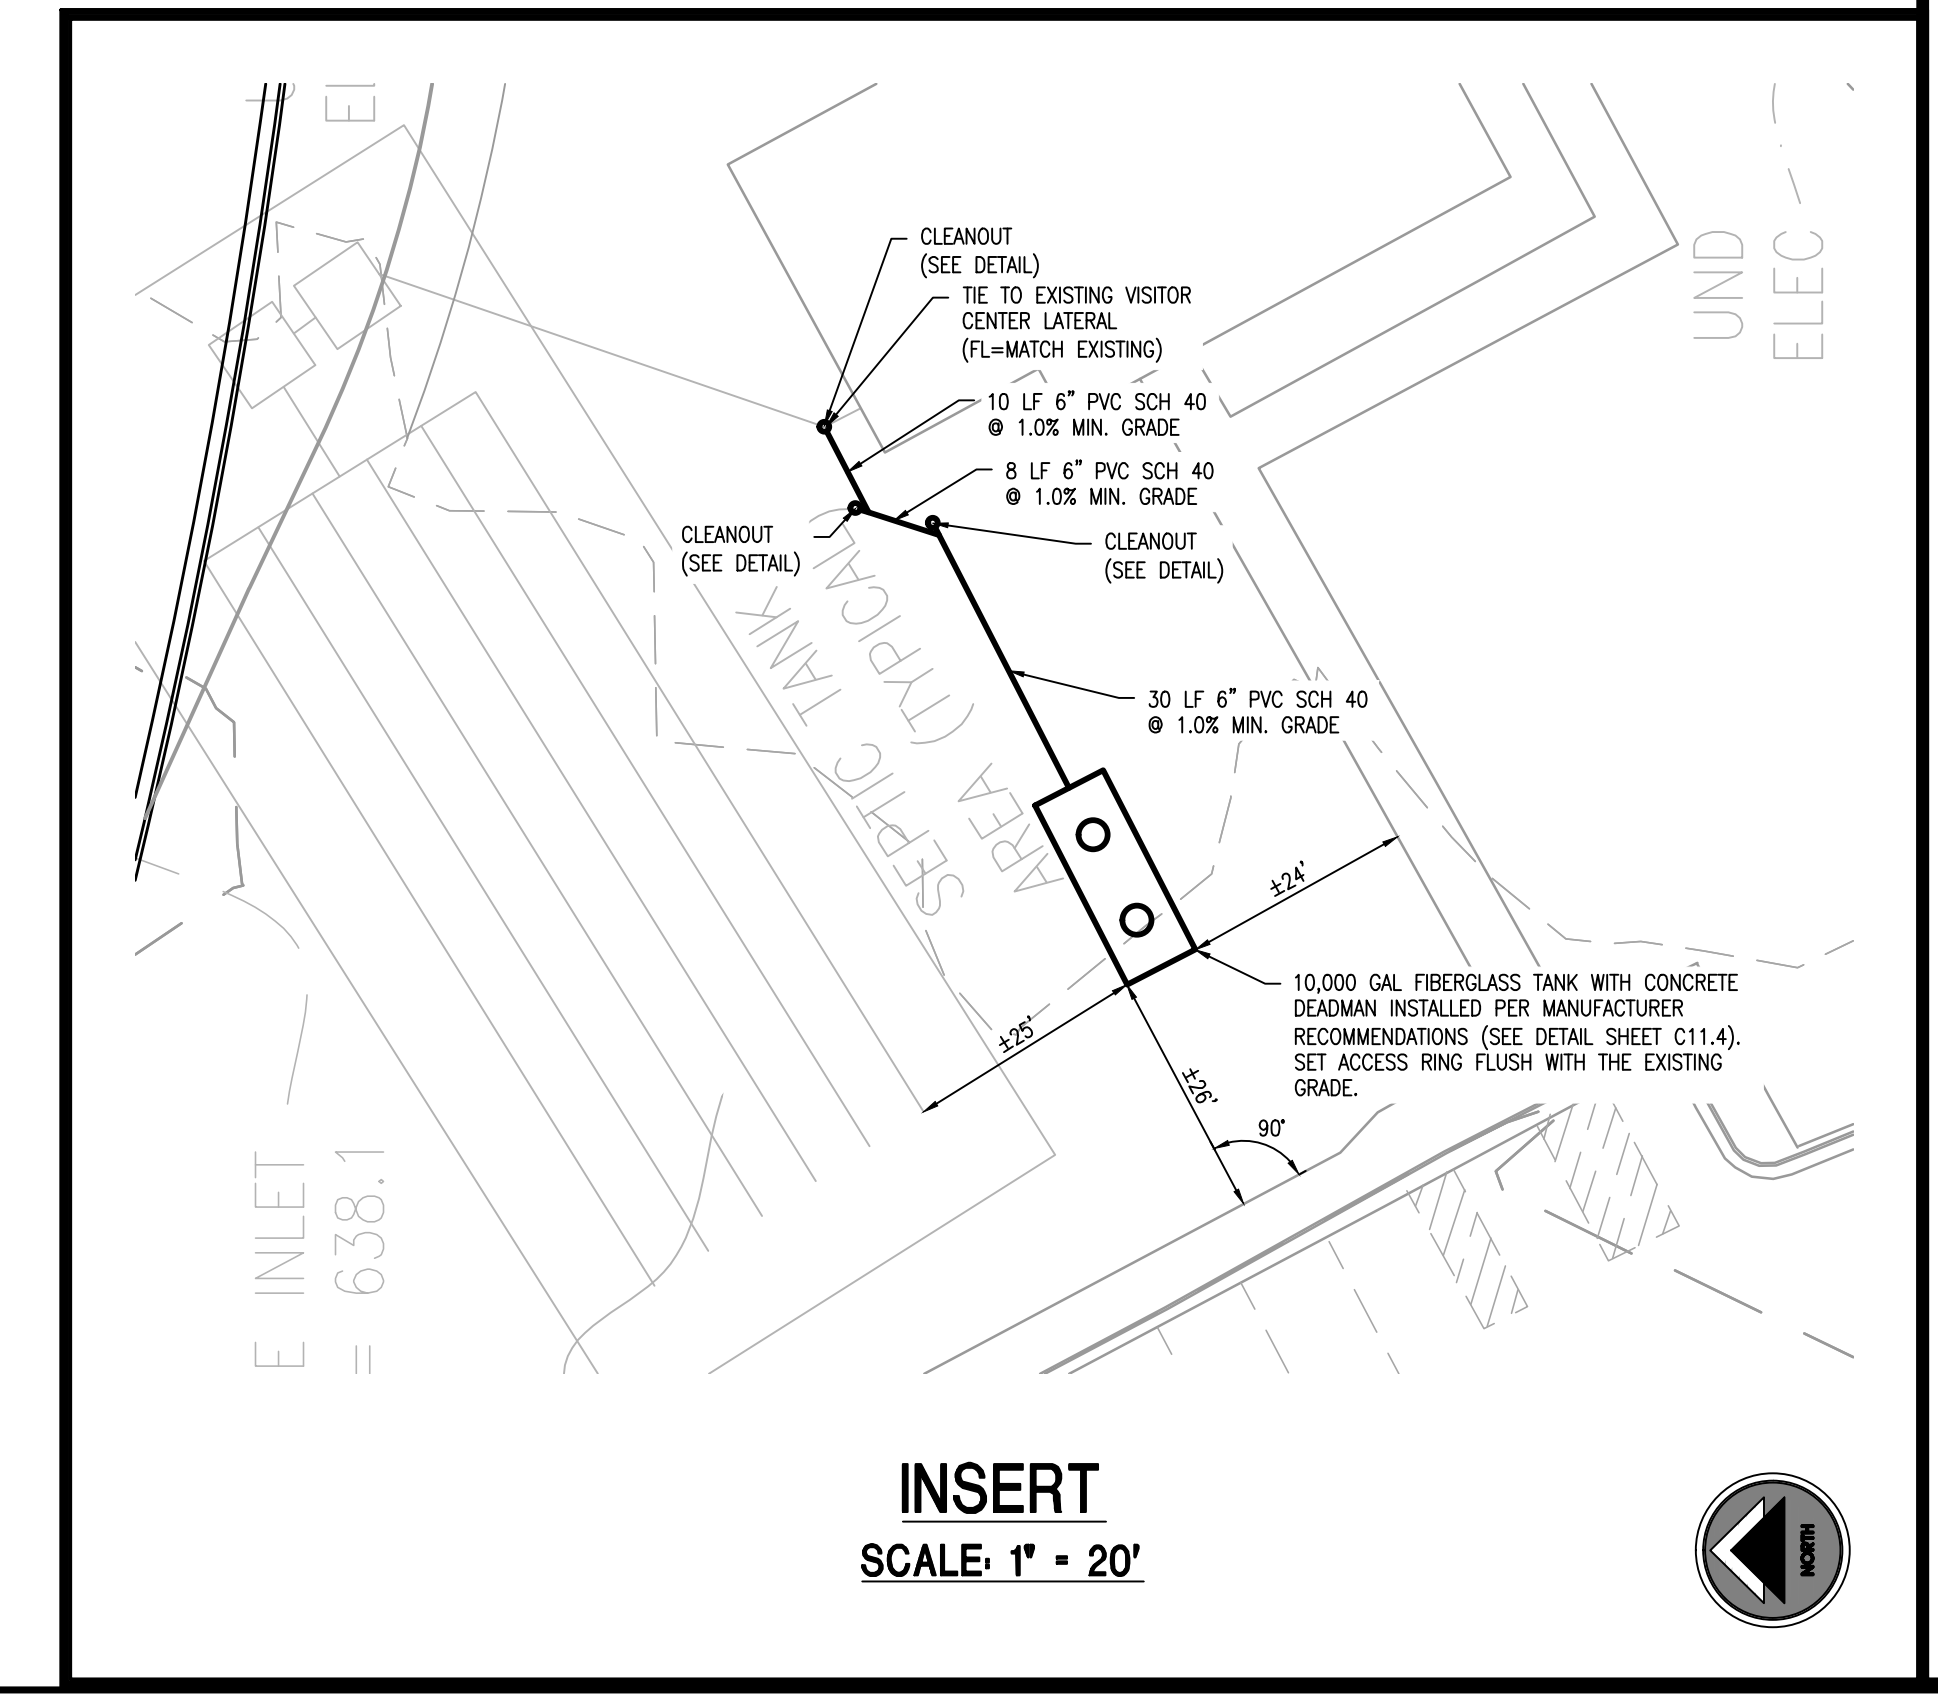 UND
ELEC
CLEANOUT
(SEE DETAIL)
TIE TO EXISTING VISITOR
CENTER LATERAL
(FL=MATCH EXISTING)
10 LF 6" PVC SCH 40
@ 1.0% MIN. GRADE
8 LF 6" PVC SCH 40
@ 1.0% MIN. GRADE
CLEANOUT
(SEE DETAIL)
CLEANOUT
(SEE DETAIL)
SEPTIC TANK
AREA (TYPICAL)
30 LF 6" PVC SCH 40
@ 1.0% MIN. GRADE
±24'
10,000 GAL FIBERGLASS TANK WITH CONCRETE
DEADMAN INSTALLED PER MANUFACTURER
RECOMMENDATIONS (SEE DETAIL SHEET C11.4).
SET ACCESS RING FLUSH WITH THE EXISTING
GRADE.
±25'
±26'
90°
E INLET
= 638.1
INSERT
SCALE: 1" = 20'
NORTH